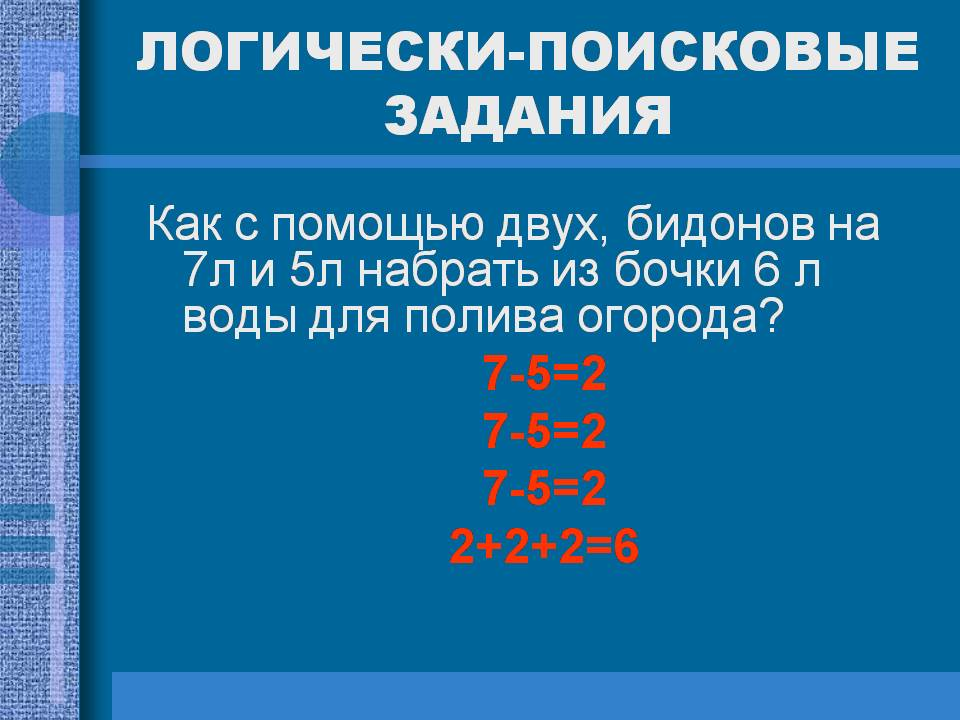 ЛОГИЧЕСКИ-ПОИСКОВЫЕ
ЗАДАНИЯ
Как с помощью двух, бидонов на
7л и 5л набрать из бочки 6 л
воды для полива огорода?
7-5=2
7-5=2
7-5=2
2+2+2=6